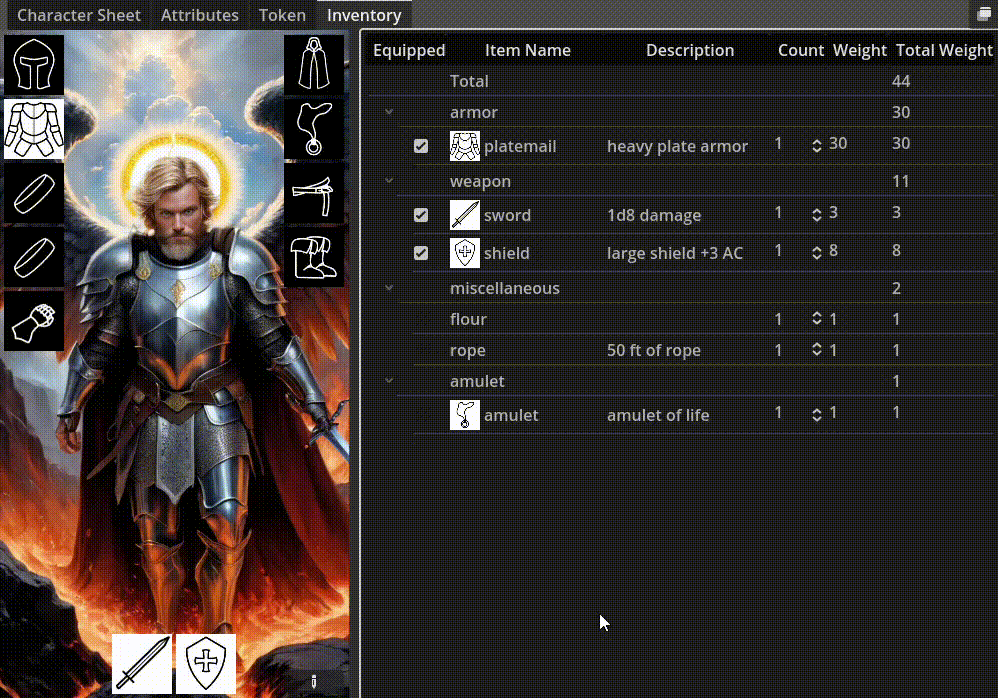 Character Sheet Attributes Token Inventory
Equipped Item Name Description Count Weight Total Weight
Total 44
armor 30
platemail heavy plate armor 1 30 30
weapon 11
sword 1d8 damage 1 3 3
shield large shield +3 AC 1 8 8
miscellaneous 2
flour 1 1 1
rope 50 ft of rope 1 1 1
amulet 1
amulet amulet of life 1 1 1